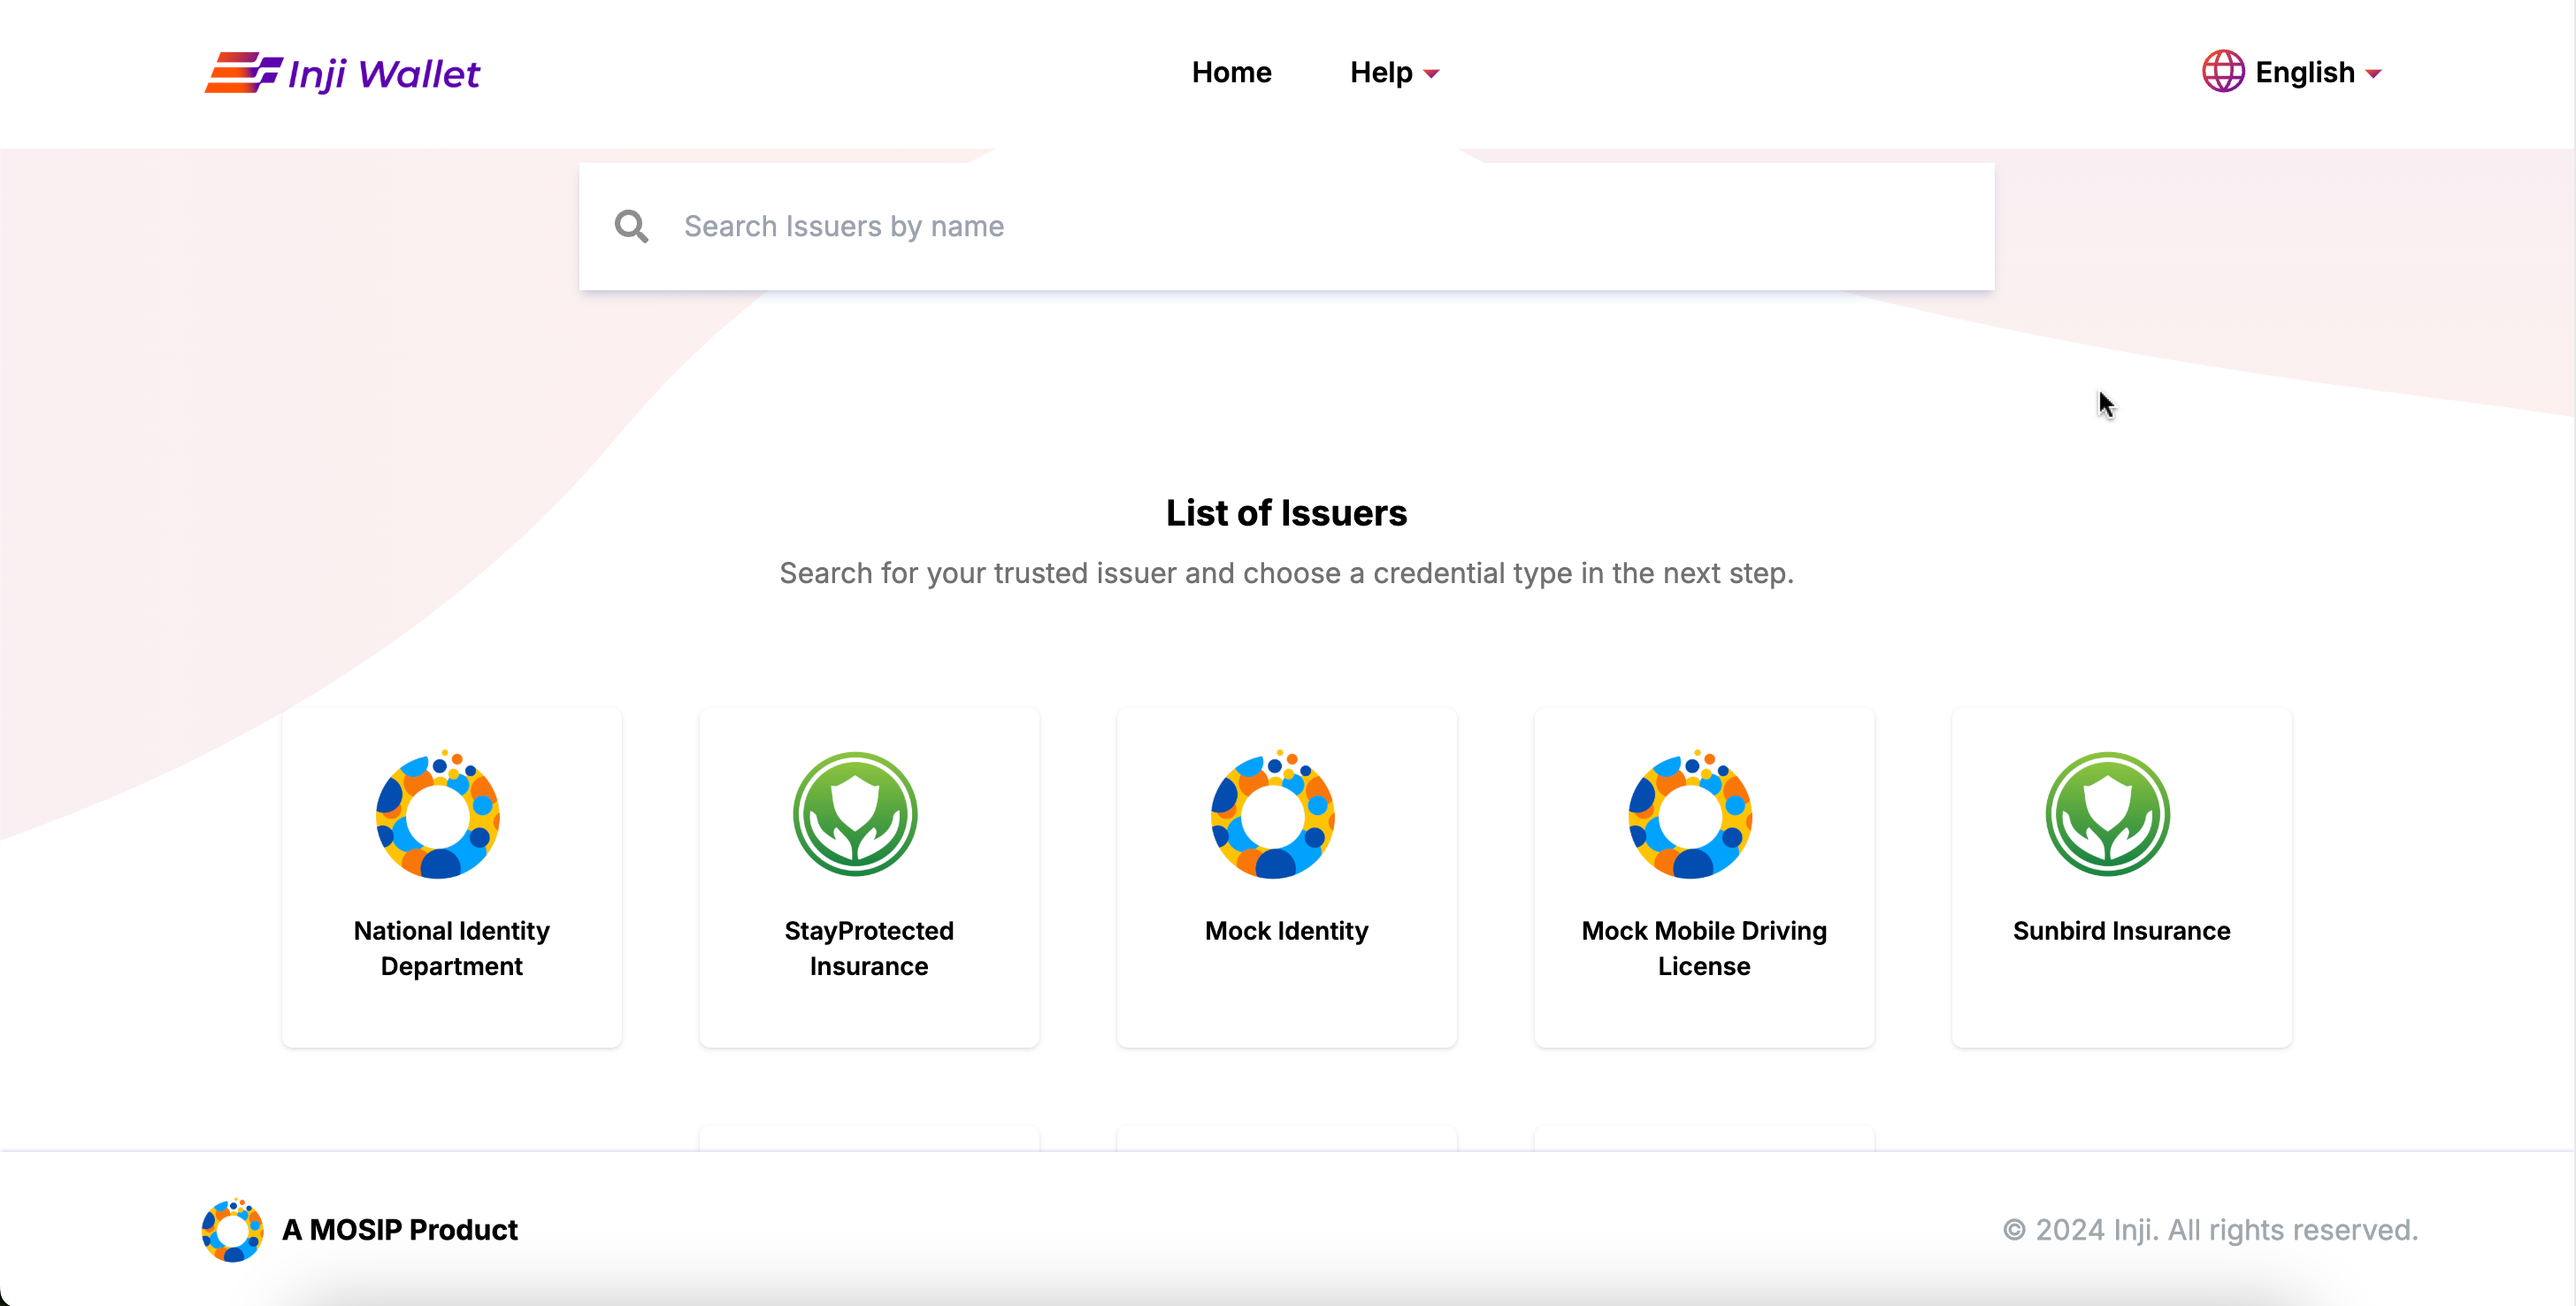 Inji Wallet
Home
Help
English
Search Issuers by name
List of Issuers
Search for your trusted issuer and choose a credential type in the next step.
National Identity
Department
StayProtected
Insurance
Mock Identity
Mock Mobile Driving
License
Sunbird Insurance
A MOSIP Product
© 2024 Inji. All rights reserved.